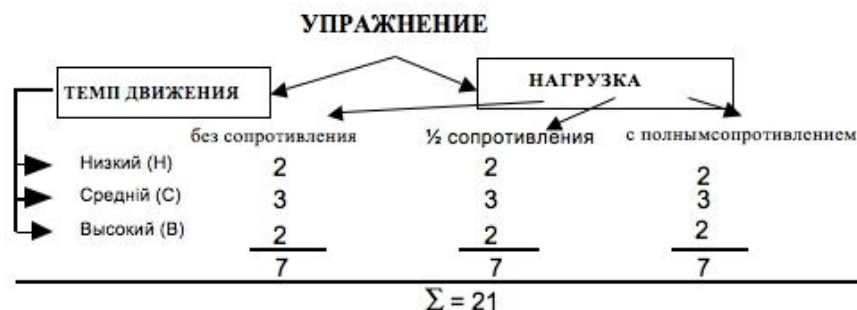 УПРАЖНЕНИЕ
ТЕМП ДВИЖЕНИЯ НАГРУЗКА
без сопротивления ½ сопротивления с полнымсопротивлением
Низкий (Н) 2 2 2
Средній (С) 3 3 3
Высокий (В) 2 2 2
7 7 7
Σ = 21